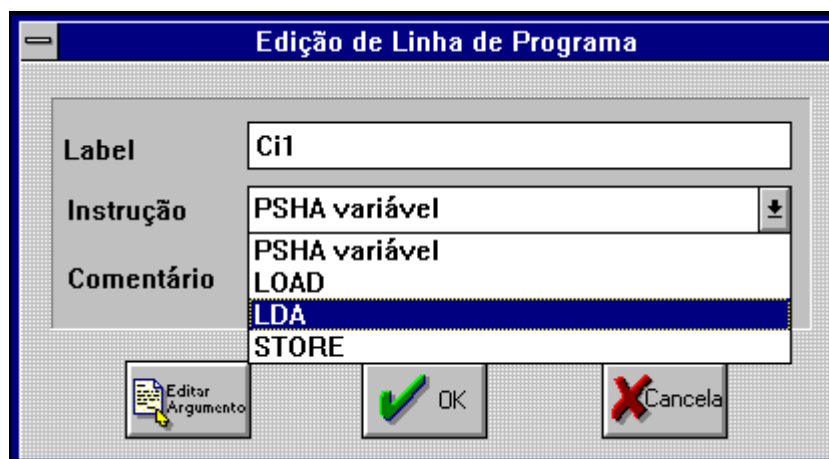 Edição de Linha de Programa
Label
Ci1
Instrução
PSHA variável
PSHA variável
Comentário
LOAD
LDA
STORE
Editar
Argumento
OK
Cancela